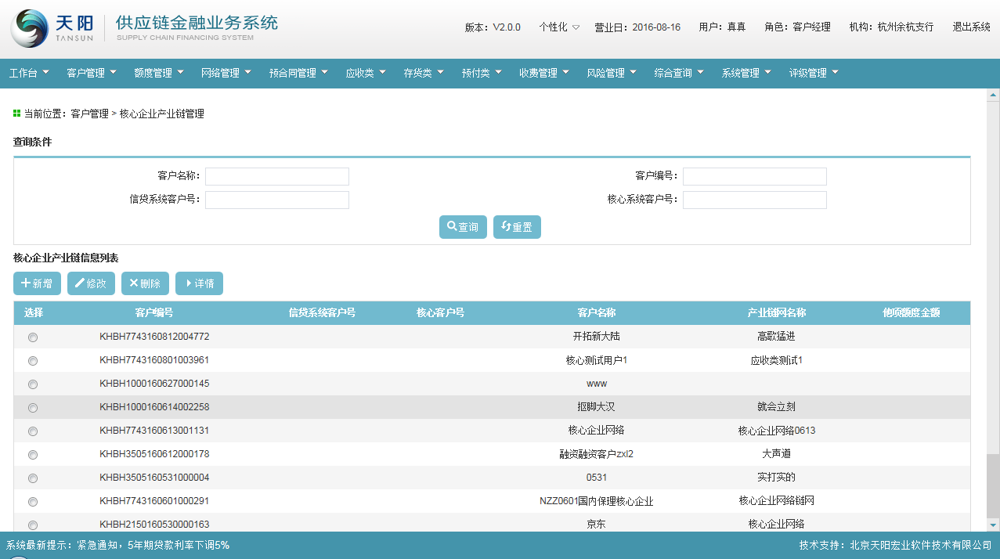 天阳 TANSUN 供应链金融业务系统 SUPPLY CHAIN FINANCING SYSTEM
版本：V2.0.0 个性化 营业日：2016-08-16 用户：真真 角色：客户经理 机构：杭州余杭支行 退出系统
工作台 客户管理 额度管理 网络管理 预合同管理 应收类 存货类 预付类 收费管理 风险管理 综合查询 系统管理 评级管理
当前位置：客户管理 > 核心企业产业链管理
查询条件
客户名称： 客户编号：
信贷系统客户号： 核心系统客户号：
查询 重置
核心企业产业链信息列表
新增 修改 删除 详情
选择 客户编号 信贷系统客户号 核心客户号 客户名称 产业链网名称 他项额度金额
KHBH7743160812004772 开拓新大陆 高歌猛进
KHBH7743160801003961 核心测试用户1 应收类测试1
KHBH1000160627000145 www
KHBH1000160614002258 抠脚大汉 就会立刻
KHBH7743160613001131 核心企业网络 核心企业网络0613
KHBH3505160612000178 融资融资客户zxl2 大声道
KHBH3505160531000004 0531 实打实的
KHBH7743160601000291 NZZ0601国内保理核心企业 核心企业网络链网
KHBH2150160530000163 京东 核心企业网络
系统最新提示：紧急通知，5年期贷款利率下调5% 技术支持：北京天阳宏业软件技术有限公司